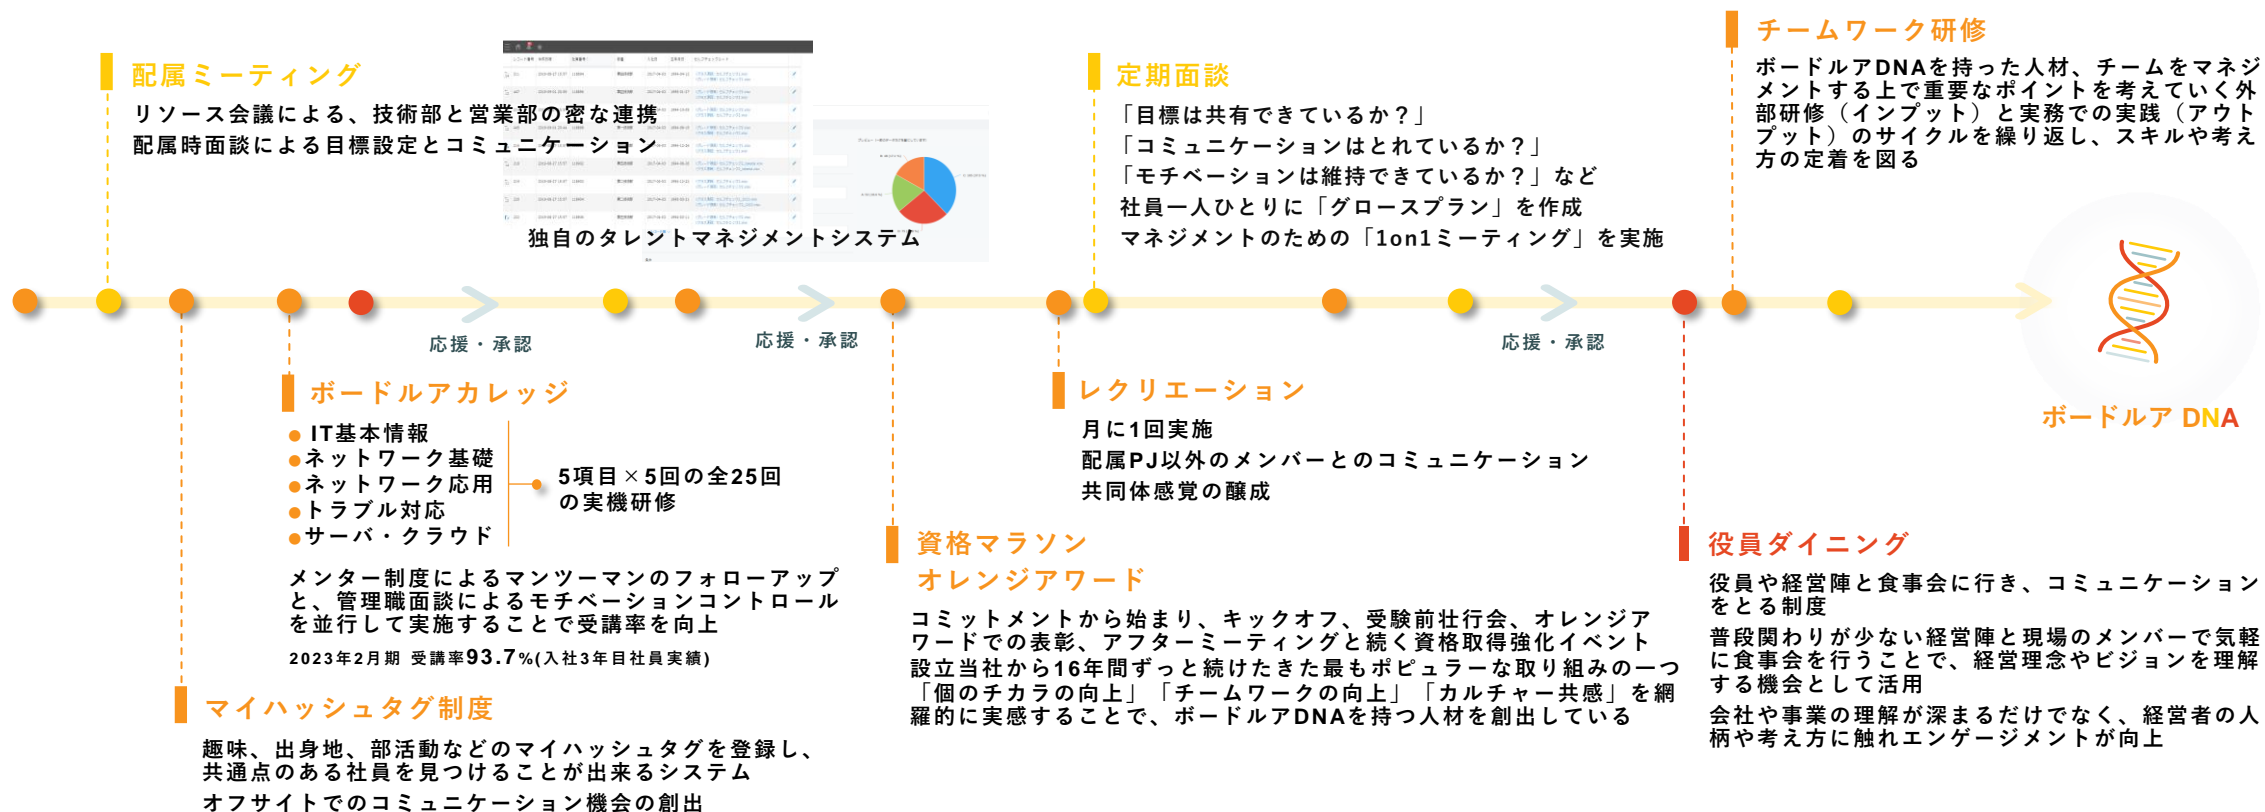 配属ミーティング
リソース会議による、技術部と営業部の密な連携
配属時面談による目標設定とコミュニケーション
独自のタレントマネジメントシステム
定期面談
「目標は共有できているか？」
「コミュニケーションはとれているか？」
「モチベーションは維持できているか？」など
社員一人ひとりに「グロースプラン」を作成
マネジメントのための「1on1ミーティング」を実施
チームワーク研修
ボードルアDNAを持った人材、チームをマネジ
メントする上で重要なポイントを考えていく外
部研修（インプット）と実務での実践（アウト
プット）のサイクルを繰り返し、スキルや考え
方の定着を図る
応援・承認
応援・承認
応援・承認
ボードルア DNA
ボードルアカレッジ
IT基本情報
ネットワーク基礎
ネットワーク応用
トラブル対応
サーバ・クラウド
5項目×5回の全25回
の実機研修
メンター制度によるマンツーマンのフォローアップ
と、管理職面談によるモチベーションコントロール
を並行して実施することで受講率を向上
2023年2月期 受講率93.7%(入社3年目社員実績)
マイハッシュタグ制度
趣味、出身地、部活動などのマイハッシュタグを登録し、
共通点のある社員を見つけることが出来るシステム
オフサイトでのコミュニケーション機会の創出
レクリエーション
月に1回実施
配属PJ以外のメンバーとのコミュニケーション
共同体感覚の醸成
資格マラソン
オレンジアワード
コミットメントから始まり、キックオフ、受験前壮行会、オレンジア
ワードでの表彰、アフターミーティングと続く資格取得強化イベント
設立当社から16年間ずっと続けたきた最もポピュラーな取り組みの一つ
「個のチカラの向上」「チームワークの向上」「カルチャー共感」を網
羅的に実感することで、ボードルアDNAを持つ人材を創出している
役員ダイニング
役員や経営陣と食事会に行き、コミュニケーション
をとる制度
普段関わりが少ない経営陣と現場のメンバーで気軽
に食事会を行うことで、経営理念やビジョンを理解
する機会として活用
会社や事業の理解が深まるだけでなく、経営者の人
柄や考え方に触れエンゲージメントが向上